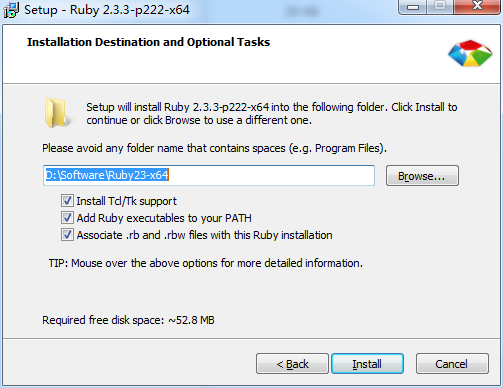 Setup - Ruby 2.3.3-p222-x64
Installation Destination and Optional Tasks
Setup will install Ruby 2.3.3-p222-x64 into the following folder. Click Install to
continue or click Browse to use a different one.
Please avoid any folder name that contains spaces (e.g. Program Files).
D:\Software\Ruby23-x64
Browse...
Install Tcl/Tk support
Add Ruby executables to your PATH
Associate .rb and .rbw files with this Ruby installation
TIP: Mouse over the above options for more detailed information.
Required free disk space: ~52.8 MB
< Back
Install
Cancel